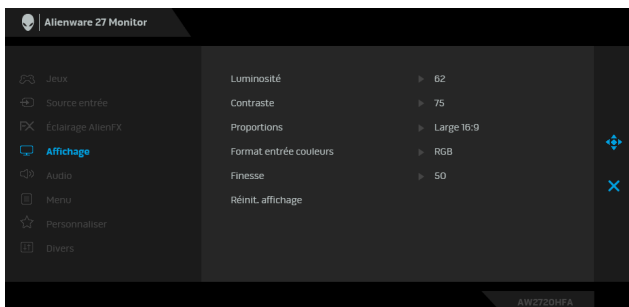 Alienware 27 Monitor
Jeux
Source entrée
FX Éclairage AlienFX
Affichage
Audio
Menu
Personnaliser
Divers
Luminosité 62
Contraste 75
Proportions Large 16:9
Format entrée couleurs RGB
Finesse 50
Réinit. affichage
AW2720HFA